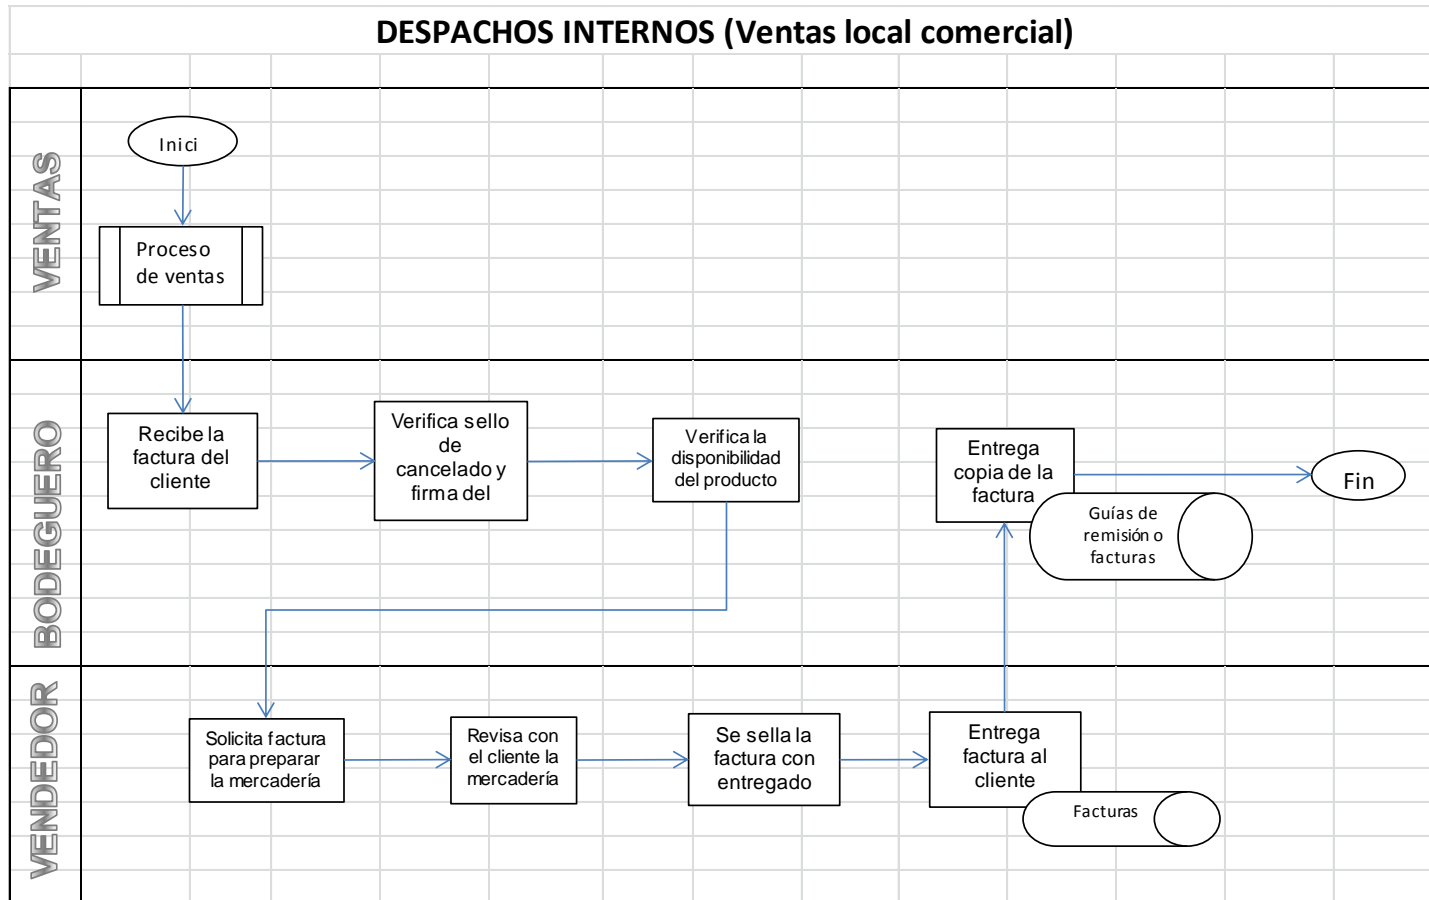 DESPACHOS INTERNOS (Ventas local comercial)
VENTAS
Inici
Proceso
de ventas
BODEGUERO
Recibe la
factura del
cliente
Verifica sello
de
cancelado y
firma del
Verifica la
disponibilidad
del producto
Entrega
copia de la
factura
Guías de
remisión o
facturas
Fin
VENDEDOR
Solicita factura
para preparar
la mercadería
Revisa con
el cliente la
mercadería
Se sella la
factura con
entregado
Entrega
factura al
cliente
Facturas